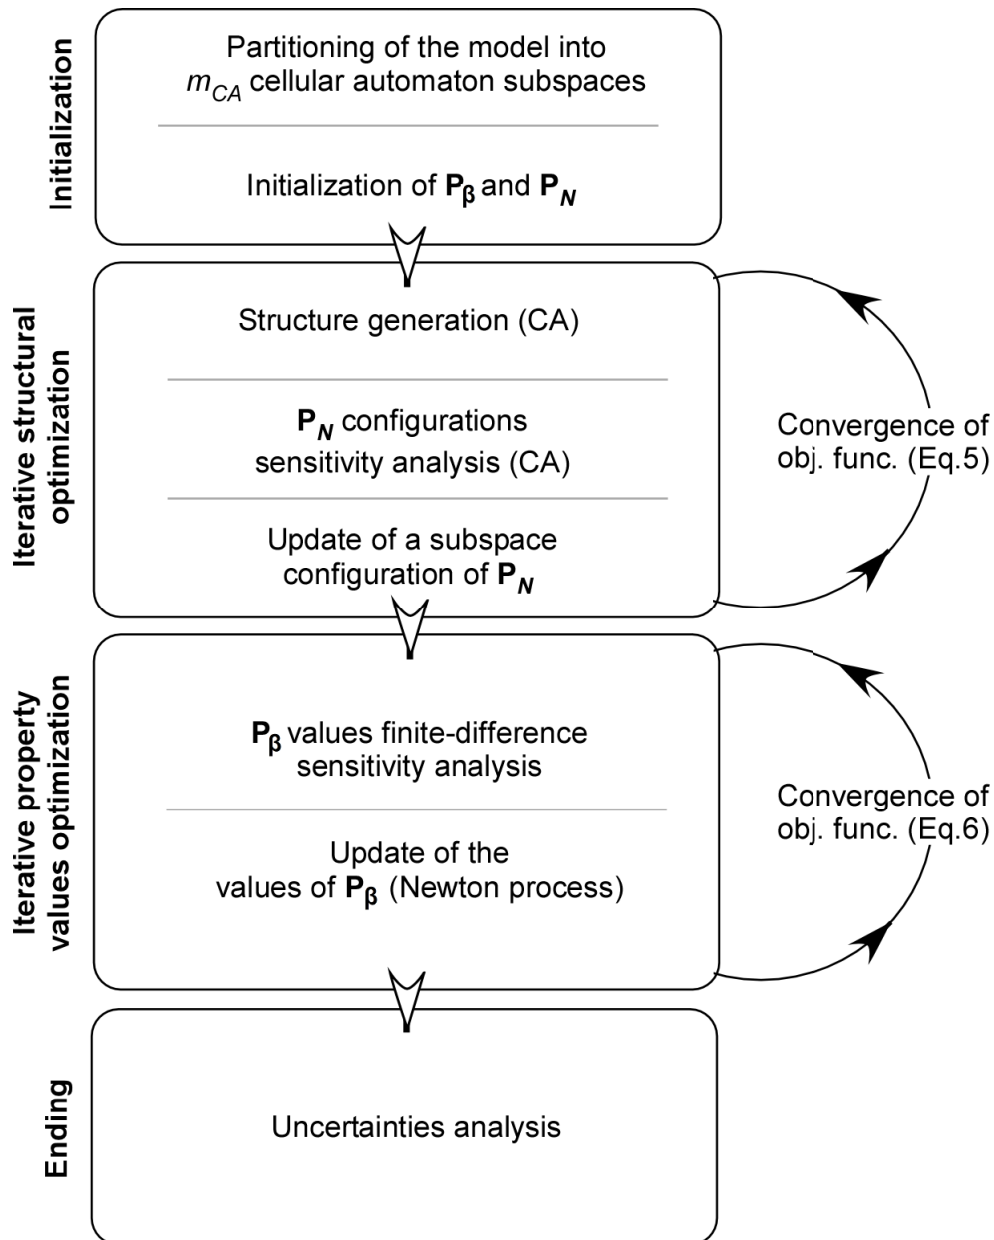 Initialization
Partitioning of the model into
m_CA cellular automaton subspaces
Initialization of P_β and P_N
Iterative structural
optimization
Structure generation (CA)
P_N configurations
sensitivity analysis (CA)
Update of a subspace
configuration of P_N
Convergence of
obj. func. (Eq.5)
Iterative property
values optimization
P_β values finite-difference
sensitivity analysis
Update of the
values of P_β (Newton process)
Convergence of
obj. func. (Eq.6)
Ending
Uncertainties analysis